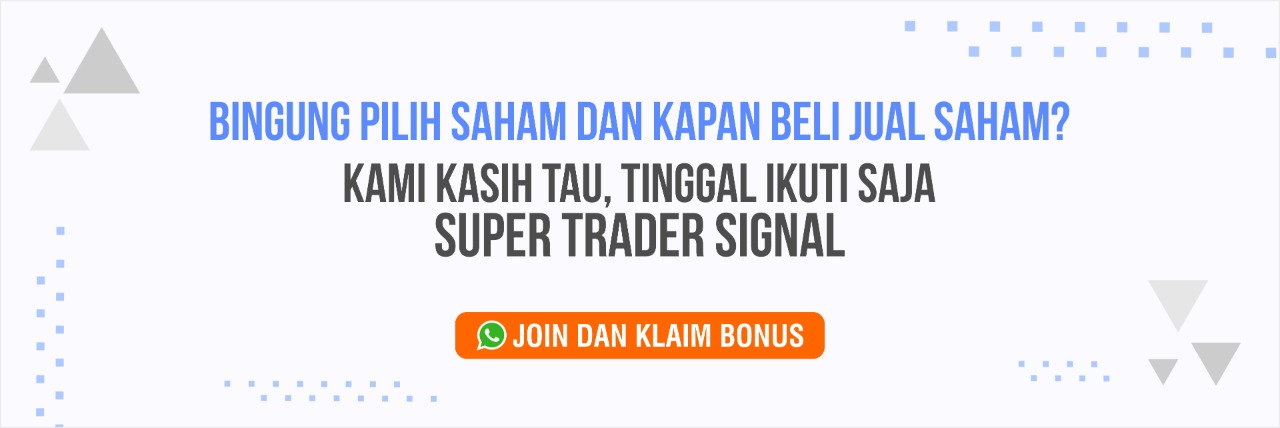 BINGUNG PILIH SAHAM DAN KAPAN BELI JUAL SAHAM?
KAMI KASIH TAU, TINGGAL IKUTI SAJA
SUPER TRADER SIGNAL
JOIN DAN KLAIM BONUS